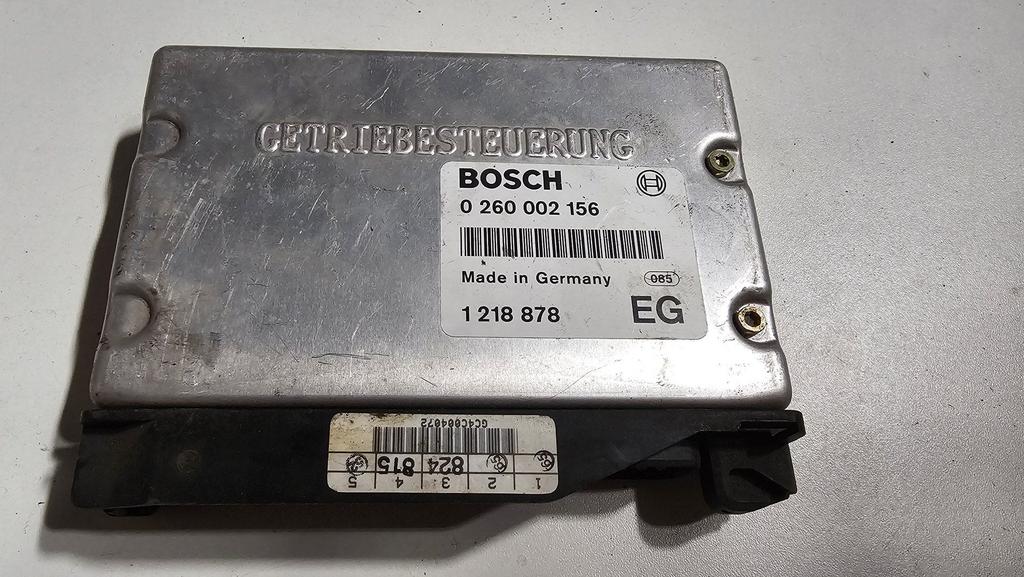 GETRIEBESTEUERUNG
BOSCH
0 260 002 156
Made in Germany 085
1 218 878 EG
1 2 3 4 5
824 815
GC4C004072